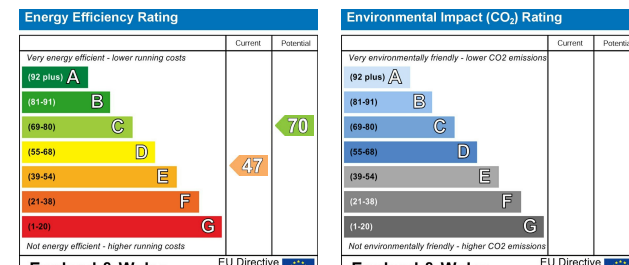 Energy Efficiency Rating
Current Potential
Very energy efficient - lower running costs
(92 plus) A
(81-91) B
(69-80) C
70
(55-68) D
47
(39-54) E
(21-38) F
(1-20) G
Not energy efficient - higher running costs
EU Directive
Environmental Impact (CO2) Rating
Current Potential
Very environmentally friendly - lower CO2 emissions
(92 plus) A
(81-91) B
(69-80) C
(55-68) D
(39-54) E
(21-38) F
(1-20) G
Not environmentally friendly - higher CO2 emissions
EU Directive